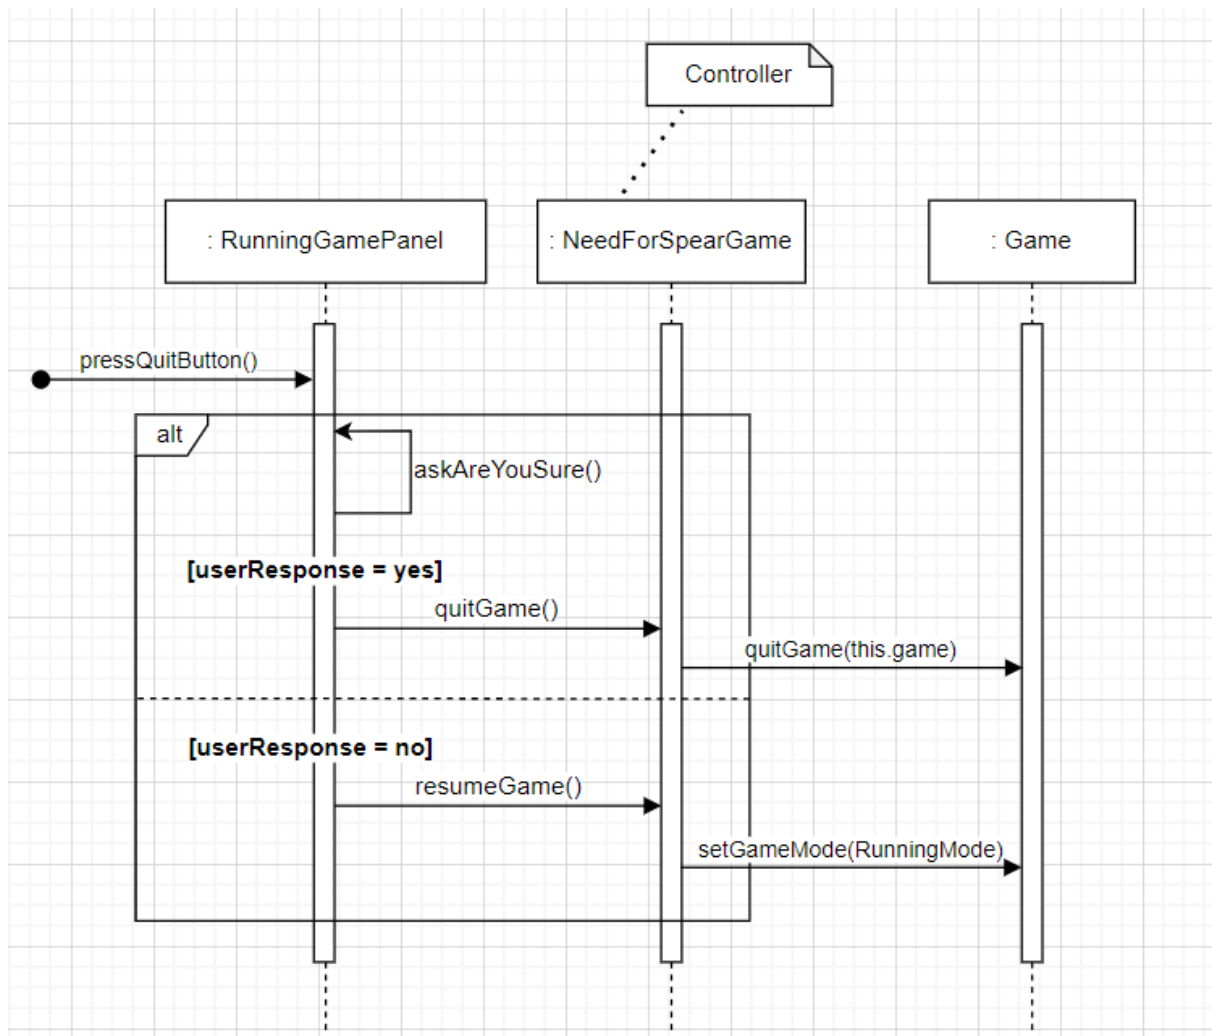 Controller
: RunningGamePanel
: NeedForSpearGame
: Game
pressQuitButton()
alt
askAreYouSure()
[userResponse = yes]
quitGame()
quitGame(this.game)
[userResponse = no]
resumeGame()
setGameMode(RunningMode)